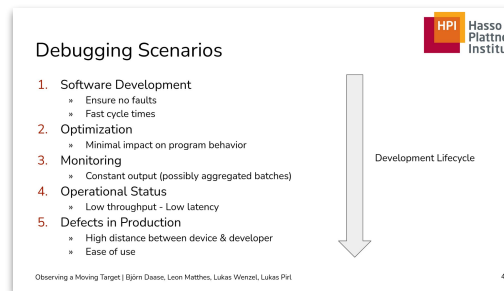 HPI
Hasso
Plattne
Institu
Debugging Scenarios
1. Software Development
» Ensure no faults
» Fast cycle times
2. Optimization
» Minimal impact on program behavior
3. Monitoring
» Constant output (possibly aggregated batches)
4. Operational Status
» Low throughput - Low latency
5. Defects in Production
» High distance between device & developer
» Ease of use
Development Lifecycle
Observing a Moving Target | Björn Daase, Leon Matthes, Lukas Wenzel, Lukas Pirl
4